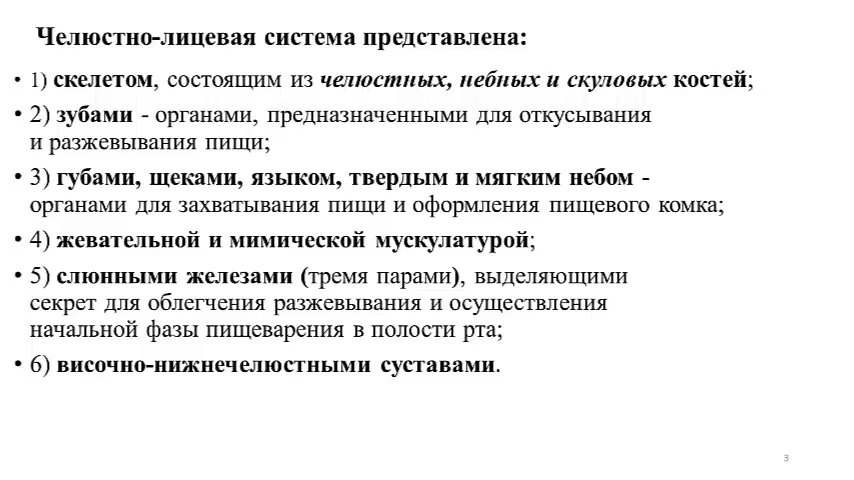 Челюстно-лицевая система представлена:
• 1) скелетом, состоящим из челюстных, небных и скуловых костей;
• 2) зубами - органами, предназначенными для откусывания
и разжевывания пищи;
• 3) губами, щеками, языком, твердым и мягким небом -
органами для захватывания пищи и оформления пищевого комка;
• 4) жевательной и мимической мускулатурой;
• 5) слюнными железами (тремя парами), выделяющими
секрет для облегчения разжевывания и осуществления
начальной фазы пищеварения в полости рта;
• 6) височно-нижнечелюстными суставами.
3